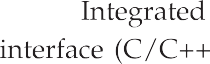 Integrated
interface (C/C++